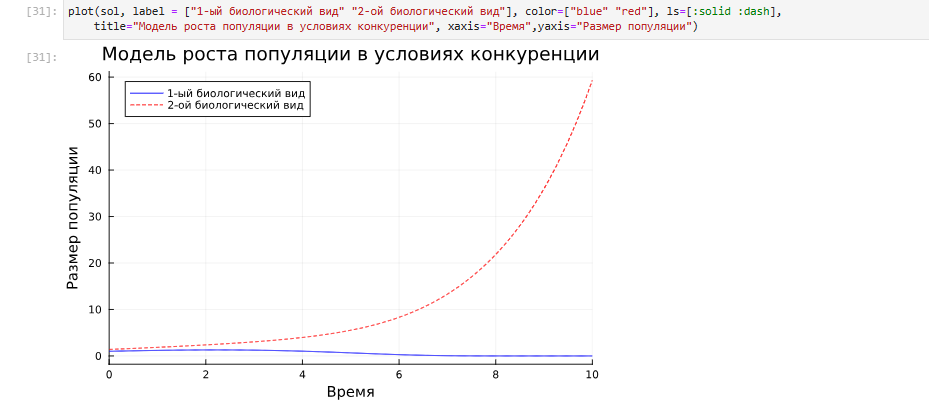 [31]: plot(sol, label = ["1-ый биологический вид" "2-ой биологический вид"], color=["blue" "red"], ls=[:solid :dash],
title="Модель роста популяции в условиях конкуренции", xaxis="Время",yaxis="Размер популяции")
[31]:
Модель роста популяции в условиях конкуренции
1-ый биологический вид
2-ой биологический вид
60
50
40
30
20
10
0
Размер популяции
0 2 4 6 8 10
Время